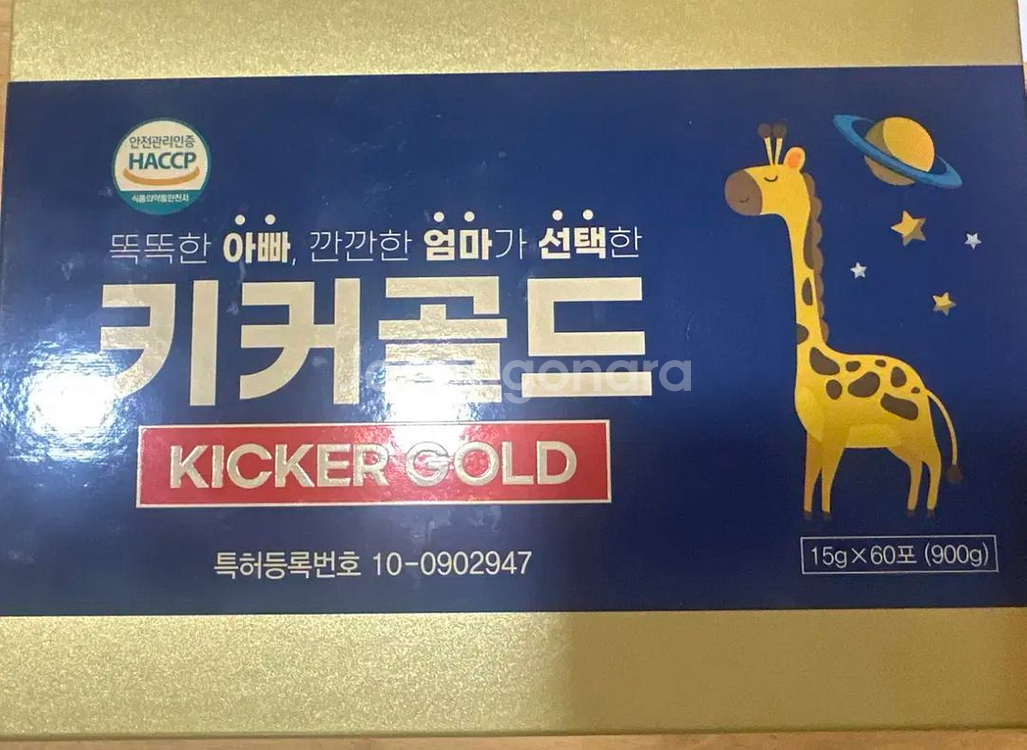 안전관리인증
HACCP
식품의약품안전처
똑똑한 아빠, 깐깐한 엄마가 선택한
키커골드
KICKER GOLD
특허등록번호 10-0902947
15g×60포 (900g)